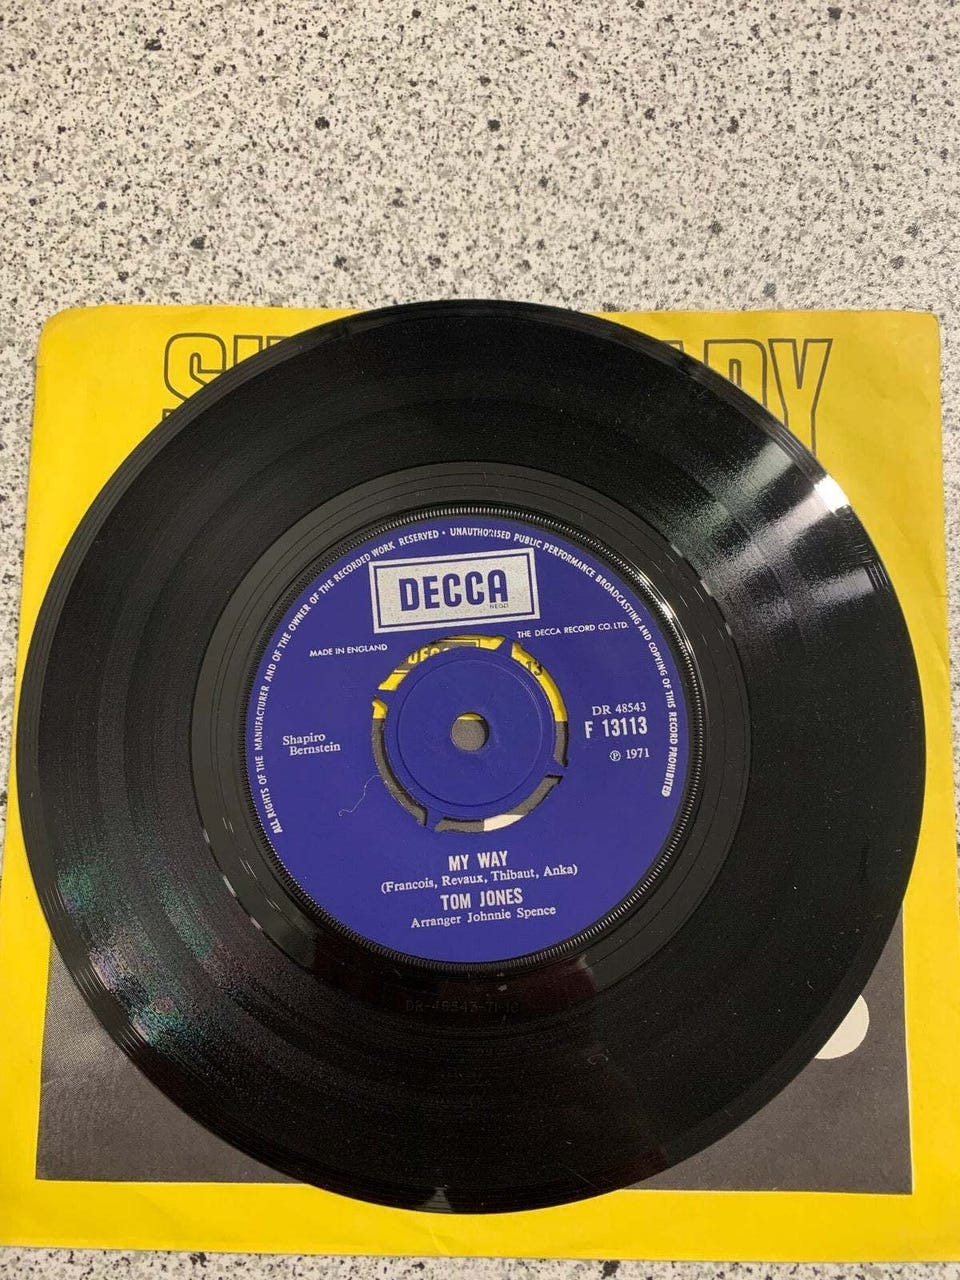 ALL RIGHTS OF THE MANUFACTURER AND OF THE OWNER OF THE RECORDED WORK RESERVED • UNAUTHORISED PUBLIC PERFORMANCE BROADCASTING AND COPYING OF THIS RECORD PROHIBITED
DECCA
REGD
THE DECCA RECORD CO. LTD.
MADE IN ENGLAND
DR 48543
F 13113
Ⓟ 1971
Shapiro
Bernstein
MY WAY
(Francois, Revaux, Thibaut, Anka)
TOM JONES
Arranger Johnnie Spence